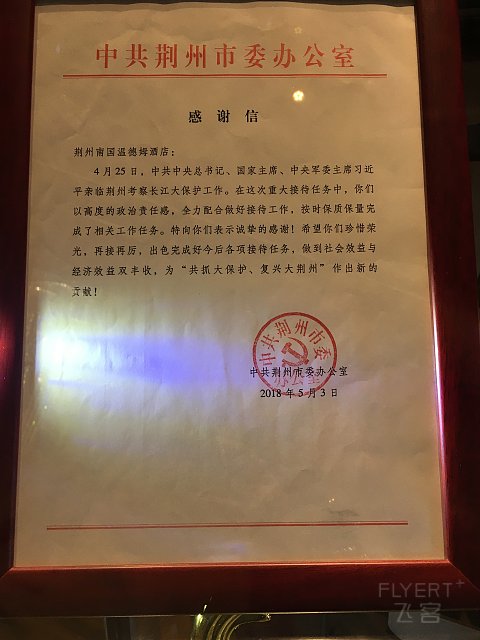 中共荆州市委办公室
感谢信
荆州南国温德姆酒店：
4月25日，中共中央总书记、国家主席、中央军委主席习近
平亲临荆州考察长江大保护工作。在这次重大接待任务中，你们
以高度的政治责任感，全力配合做好接待工作，按时保质保量完
成了相关工作任务。特向你们表示诚挚的感谢！希望你们珍惜荣
光，再接再厉，出色完成好今后各项接待任务，做到社会效益与
经济效益双丰收，为“共抓大保护、复兴大荆州”作出新的
贡献！
中共荆州市委
办公室
中共荆州市委办公室
2018年5月3日
FLYERT+
飞客